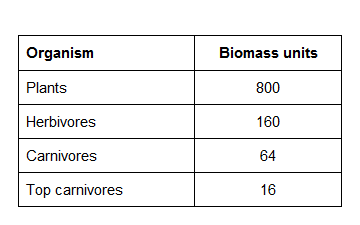 Organism Biomass units
Plants 800
Herbivores 160
Carnivores 64
Top carnivores 16